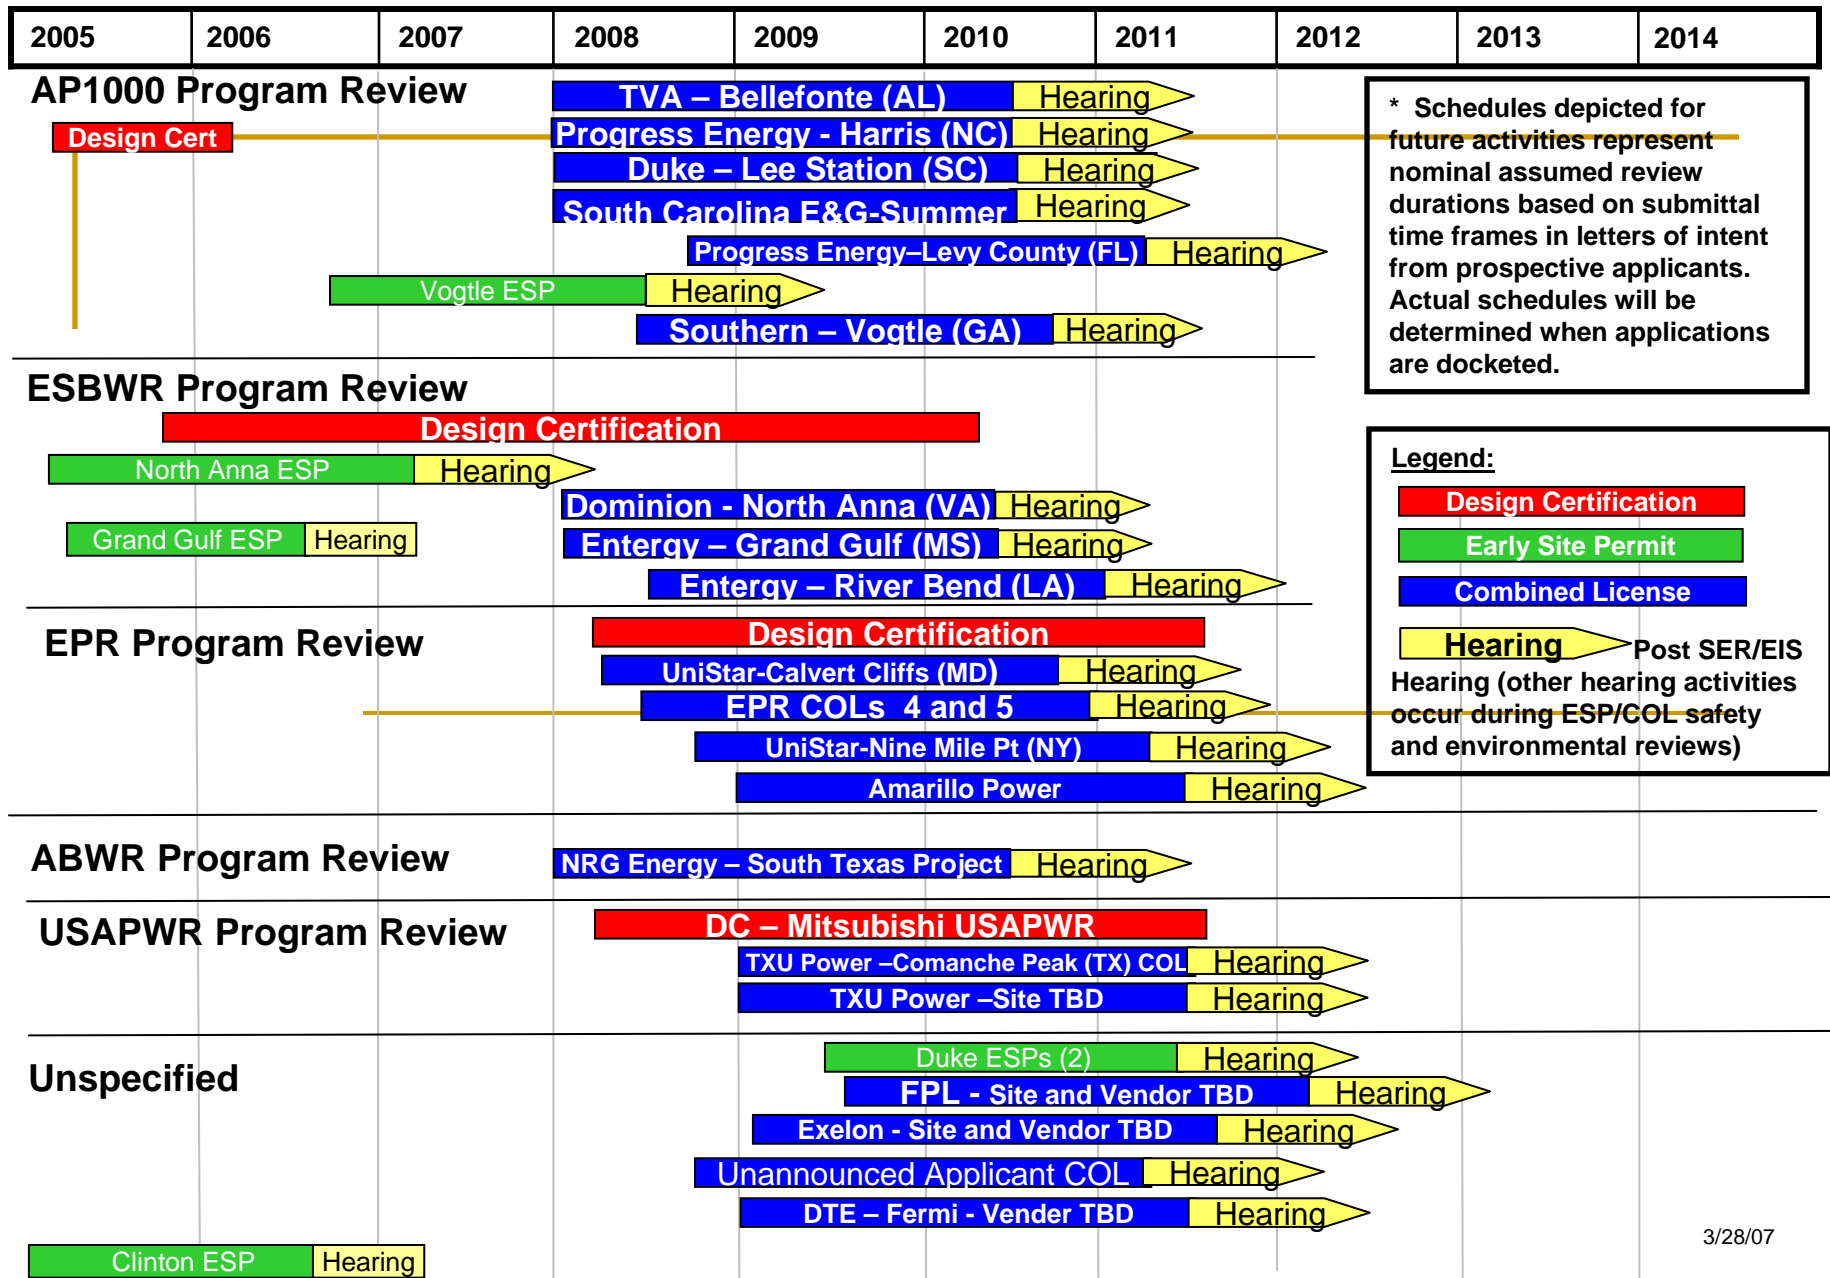 2005 2006 2007 2008 2009 2010 2011 2012 2013 2014
AP1000 Program Review
TVA – Bellefonte (AL) Hearing
Design Cert
Progress Energy - Harris (NC) Hearing
Duke – Lee Station (SC) Hearing
South Carolina E&G-Summer Hearing
Progress Energy–Levy County (FL) Hearing
Vogtle ESP Hearing
Southern – Vogtle (GA) Hearing
* Schedules depicted for
future activities represent
nominal assumed review
durations based on submittal
time frames in letters of intent
from prospective applicants.
Actual schedules will be
determined when applications
are docketed.
ESBWR Program Review
Design Certification
North Anna ESP Hearing
Dominion - North Anna (VA) Hearing
Grand Gulf ESP Hearing
Entergy – Grand Gulf (MS) Hearing
Entergy – River Bend (LA) Hearing
Legend:
Design Certification
Early Site Permit
Combined License
Hearing Post SER/EIS
Hearing (other hearing activities
occur during ESP/COL safety
and environmental reviews)
EPR Program Review
Design Certification
UniStar-Calvert Cliffs (MD) Hearing
EPR COLs 4 and 5 Hearing
UniStar-Nine Mile Pt (NY) Hearing
Amarillo Power Hearing
ABWR Program Review
NRG Energy – South Texas Project Hearing
USAPWR Program Review
DC – Mitsubishi USAPWR
TXU Power –Comanche Peak (TX) COL Hearing
TXU Power –Site TBD Hearing
Unspecified
Duke ESPs (2) Hearing
FPL - Site and Vendor TBD Hearing
Exelon - Site and Vendor TBD Hearing
Unannounced Applicant COL Hearing
DTE – Fermi - Vender TBD Hearing
Clinton ESP Hearing
3/28/07